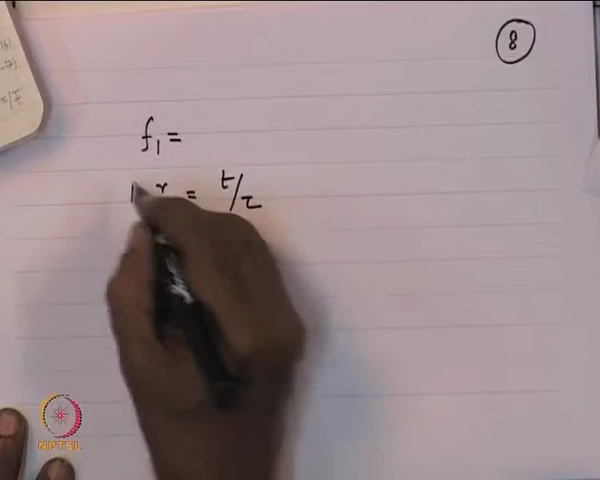 8
f₁ =
r = t/τ
NPTEL